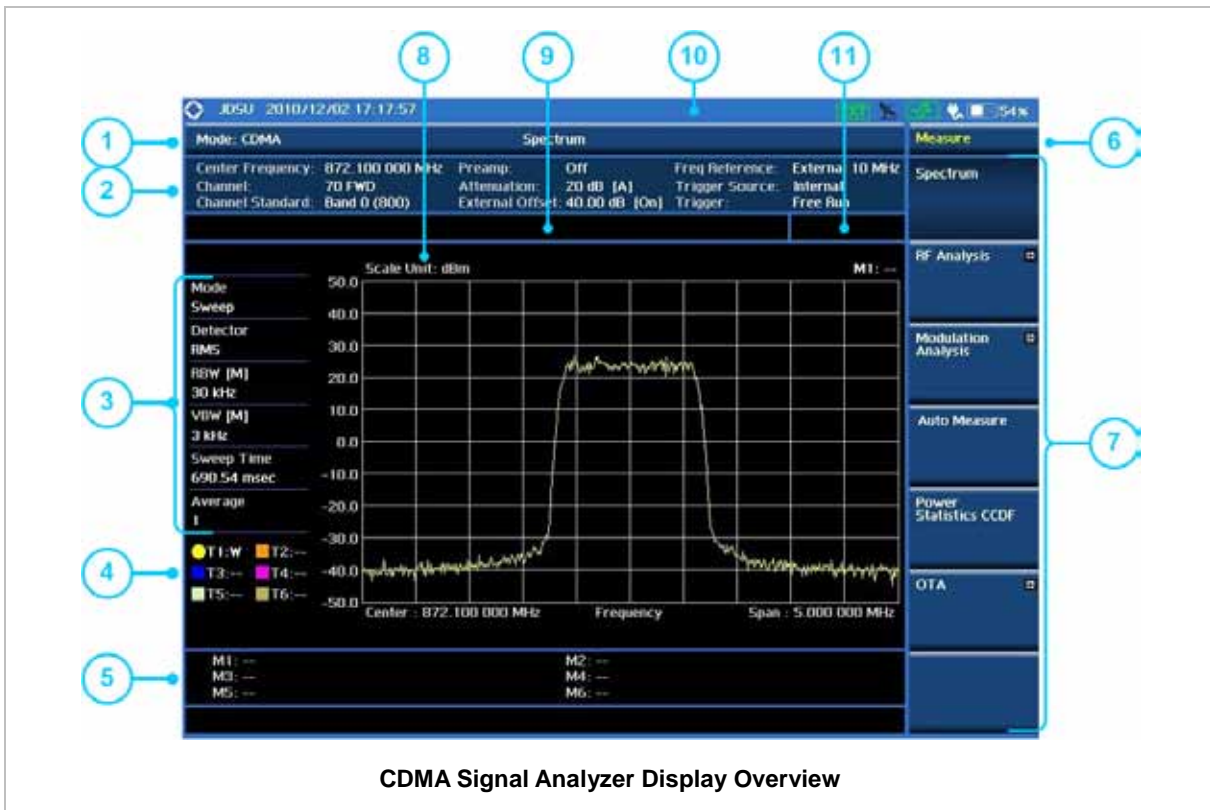 8 9 10 11
JDSU 2010/12/02 17:17:57
54%
1
Mode: CDMA Spectrum
Measure
6
2
Center Frequency: 872.100 000 MHz Preamp: Off Freq Reference: External 10 MHz
Channel: 70 FWD Attenuation: 20 dB [A] Trigger Source: Internal
Channel Standard: Band 0 (800) External Offset: 40.00 dB [On] Trigger: Free Run
Spectrum
RF Analysis
Modulation
Analysis
Auto Measure
Power
Statistics CCDF
OTA
7
Scale Unit: dBm M1: --
50.0
40.0
30.0
20.0
10.0
0.0
-10.0
-20.0
-30.0
-40.0
-50.0
3
Mode
Sweep
Detector
RMS
RBW [M]
30 kHz
VBW [M]
3 kHz
Sweep Time
690.54 msec
Average
1
4
T1:W T2:--
T3:-- T4:--
T5:-- T6:--
Center : 872.100 000 MHz Frequency Span : 5.000 000 MHz
5
M1: -- M2: --
M3: -- M4: --
M5: -- M6: --
CDMA Signal Analyzer Display Overview